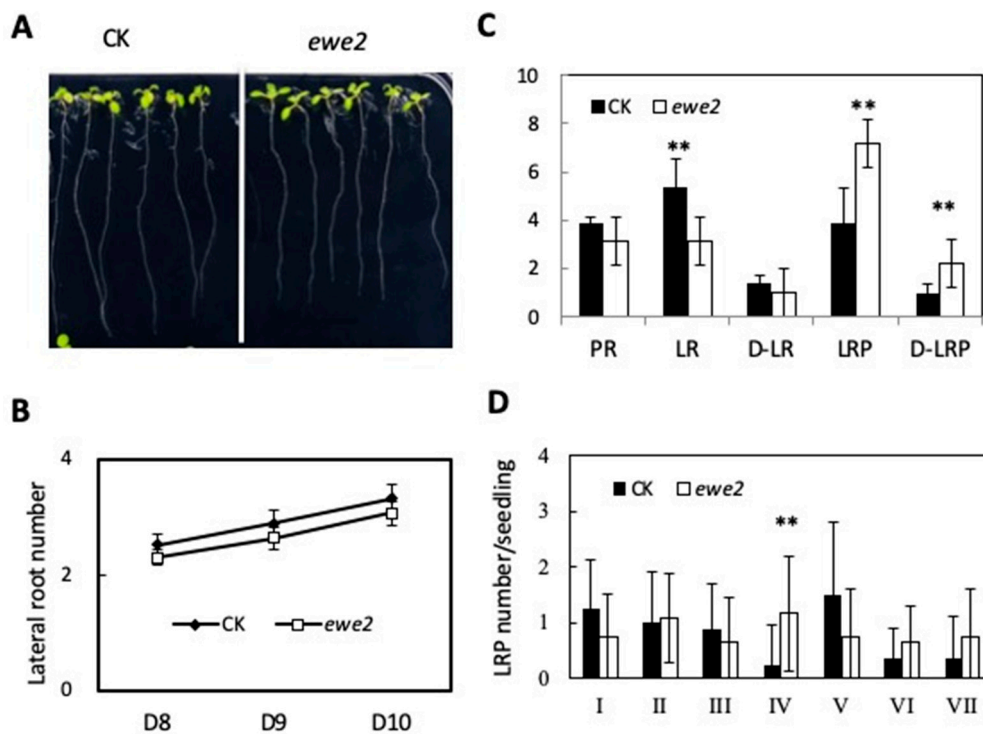 A
CK
ewe2
C
10
8
6
4
2
0
CK
ewe2
**
**
**
PR
LR
D-LR
LRP
D-LRP
B
Lateral root number
4
2
0
CK
ewe2
D8
D9
D10
D
LRP number/seedling
4
3
2
1
0
CK
ewe2
**
I
II
III
IV
V
VI
VII